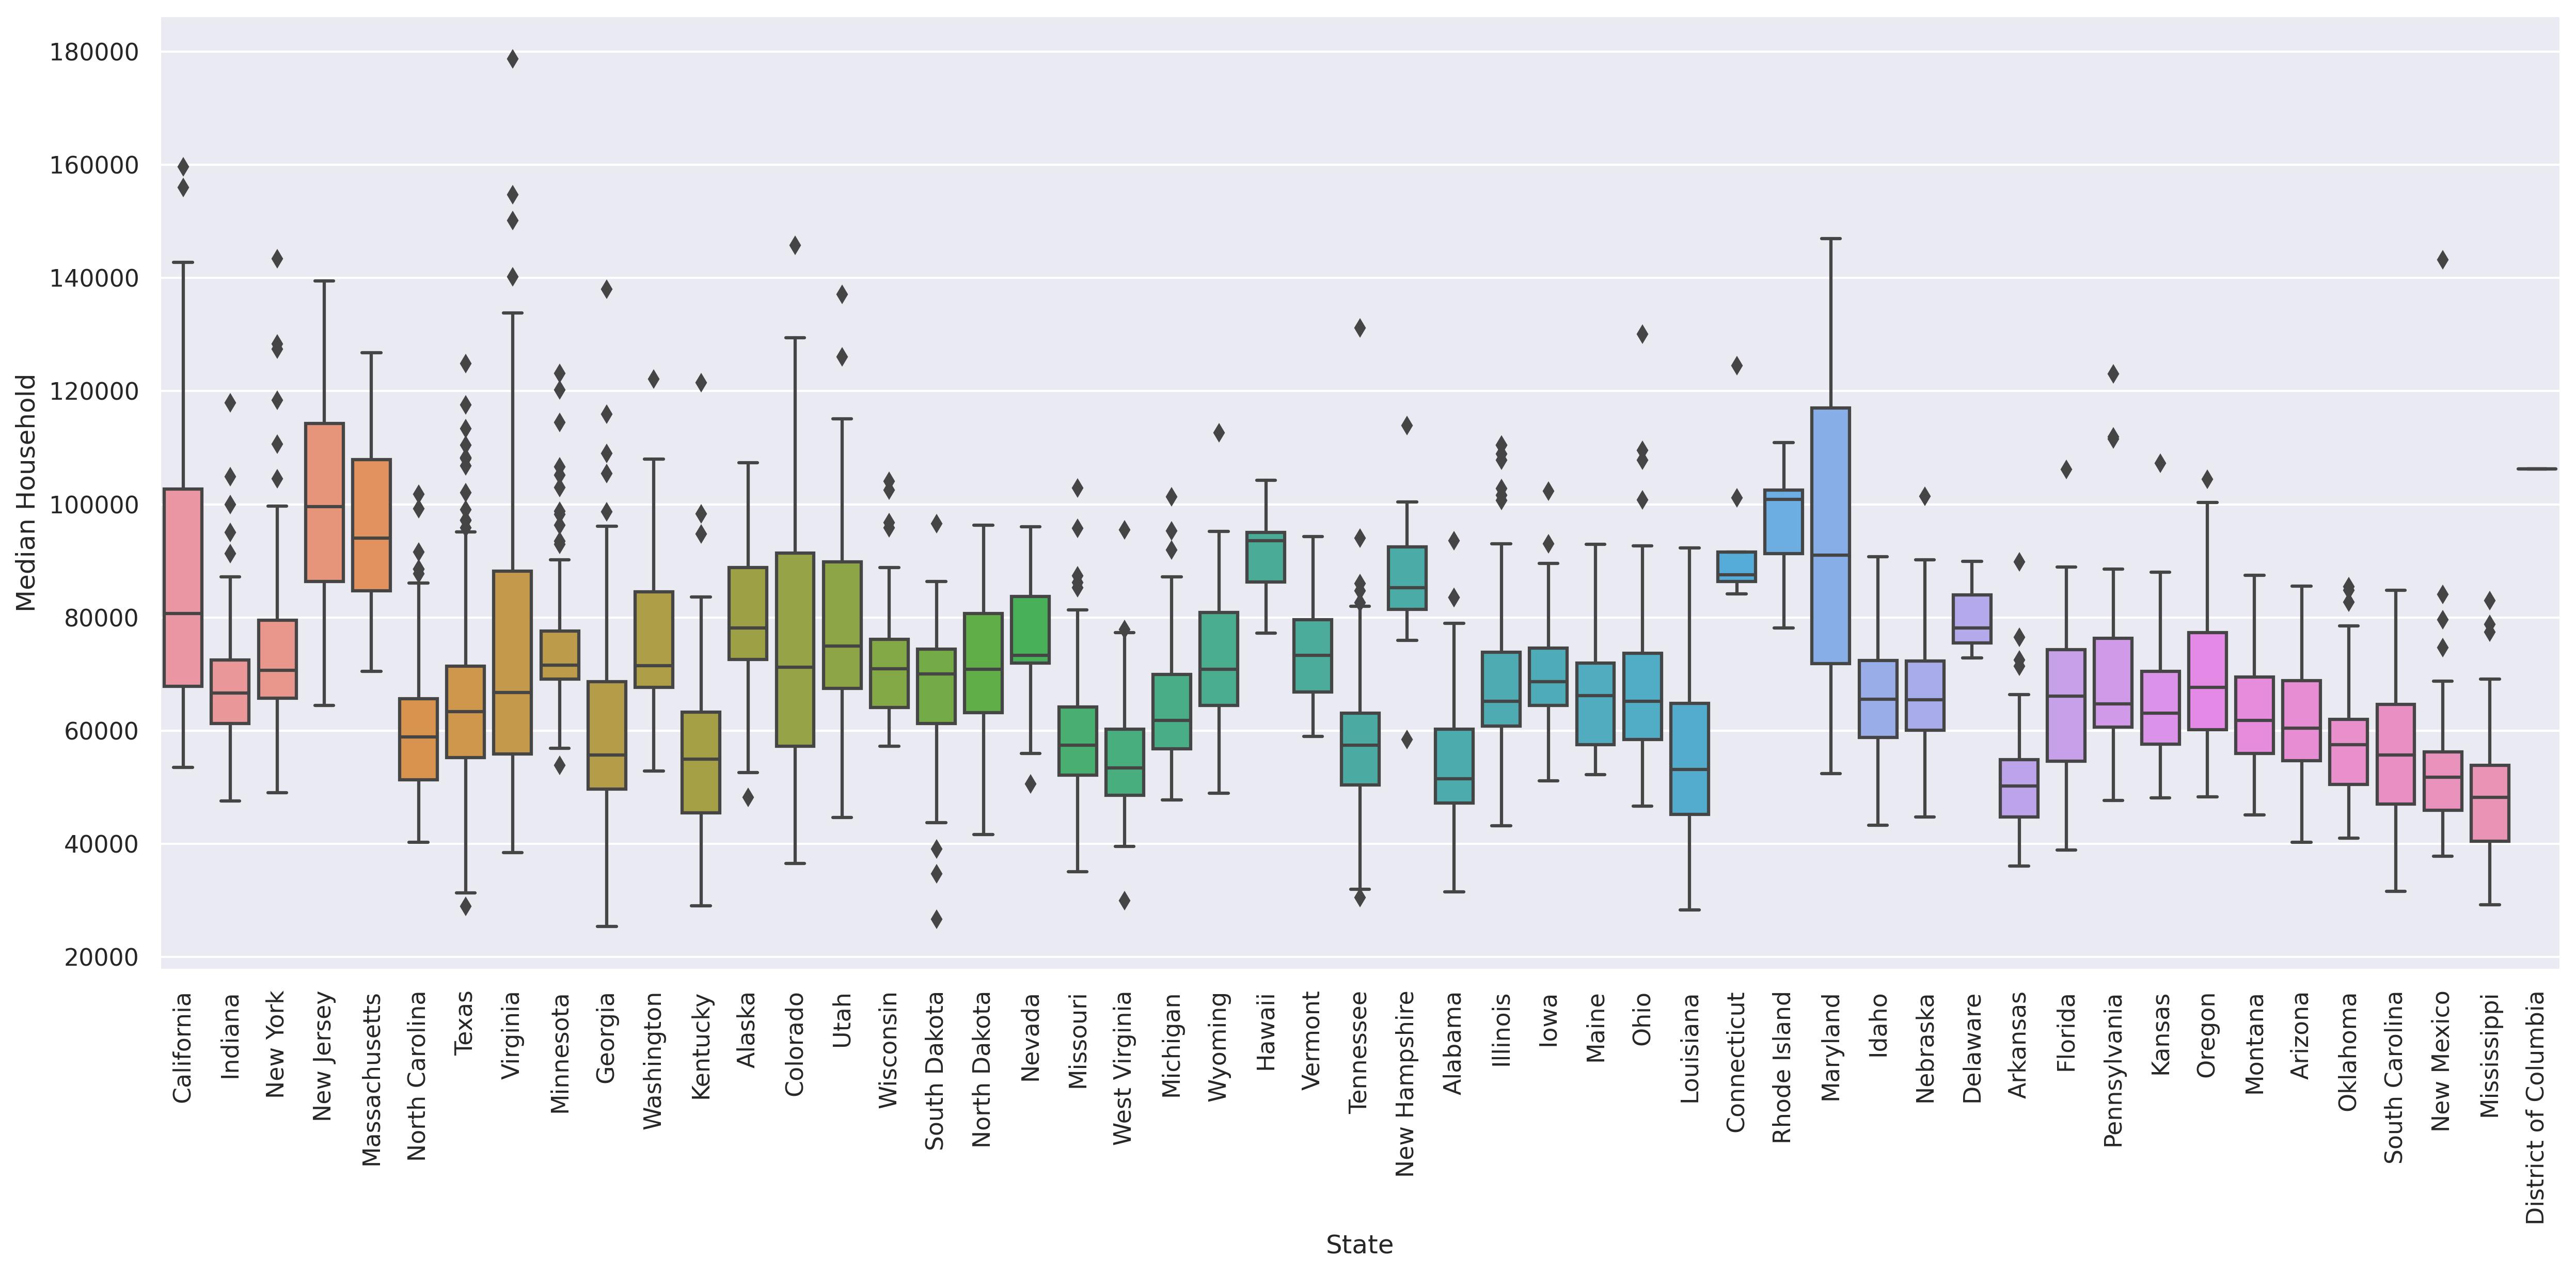 180000
160000
140000
120000
100000
80000
60000
40000
20000
Median Household
California
Indiana
New York
New Jersey
Massachusetts
North Carolina
Texas
Virginia
Minnesota
Georgia
Washington
Kentucky
Alaska
Colorado
Utah
Wisconsin
South Dakota
North Dakota
Nevada
Missouri
West Virginia
Michigan
Wyoming
Hawaii
Vermont
Tennessee
New Hampshire
Alabama
Illinois
Iowa
Maine
Ohio
Louisiana
Connecticut
Rhode Island
Maryland
Idaho
Nebraska
Delaware
Arkansas
Florida
Pennsylvania
Kansas
Oregon
Montana
Arizona
Oklahoma
South Carolina
New Mexico
Mississippi
District of Columbia
State